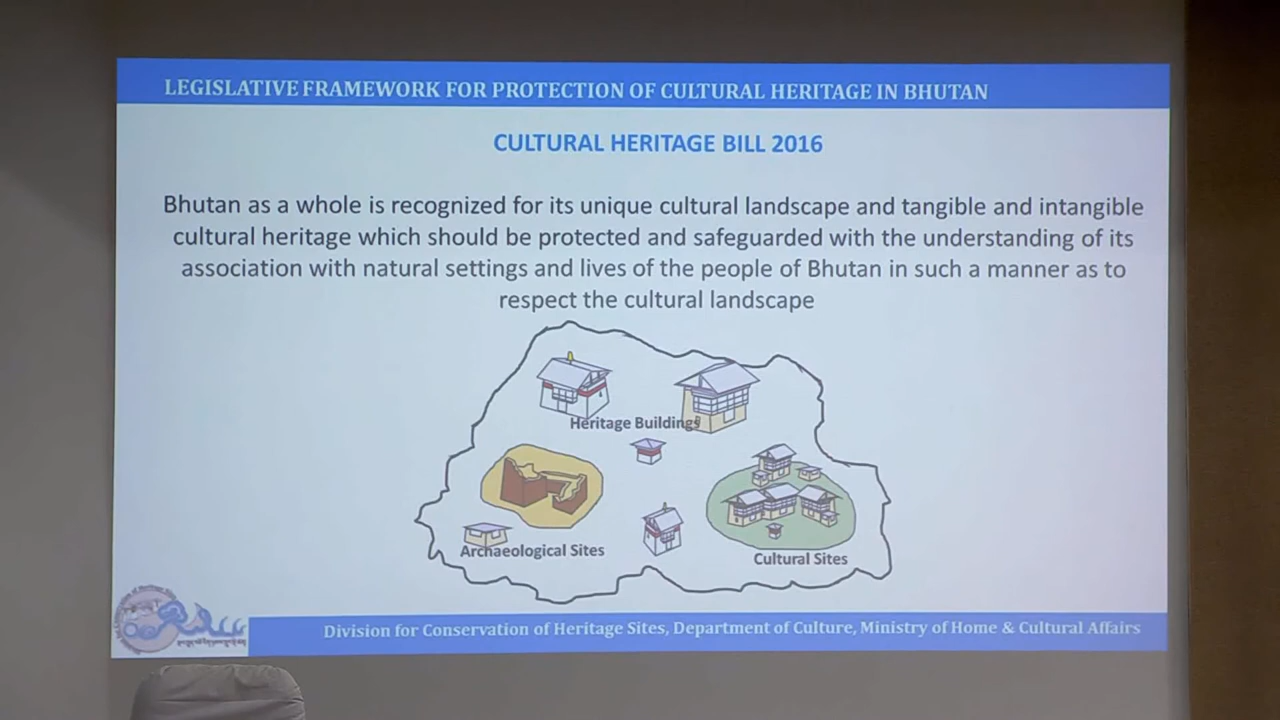 LEGISLATIVE FRAMEWORK FOR PROTECTION OF CULTURAL HERITAGE IN BHUTAN
CULTURAL HERITAGE BILL 2016
Bhutan as a whole is recognized for its unique cultural landscape and tangible and intangible
cultural heritage which should be protected and safeguarded with the understanding of its
association with natural settings and lives of the people of Bhutan in such a manner as to
respect the cultural landscape
Heritage Buildings
Archaeological Sites
Cultural Sites
Division for Conservation of Heritage Sites, Department of Culture, Ministry of Home & Cultural Affairs